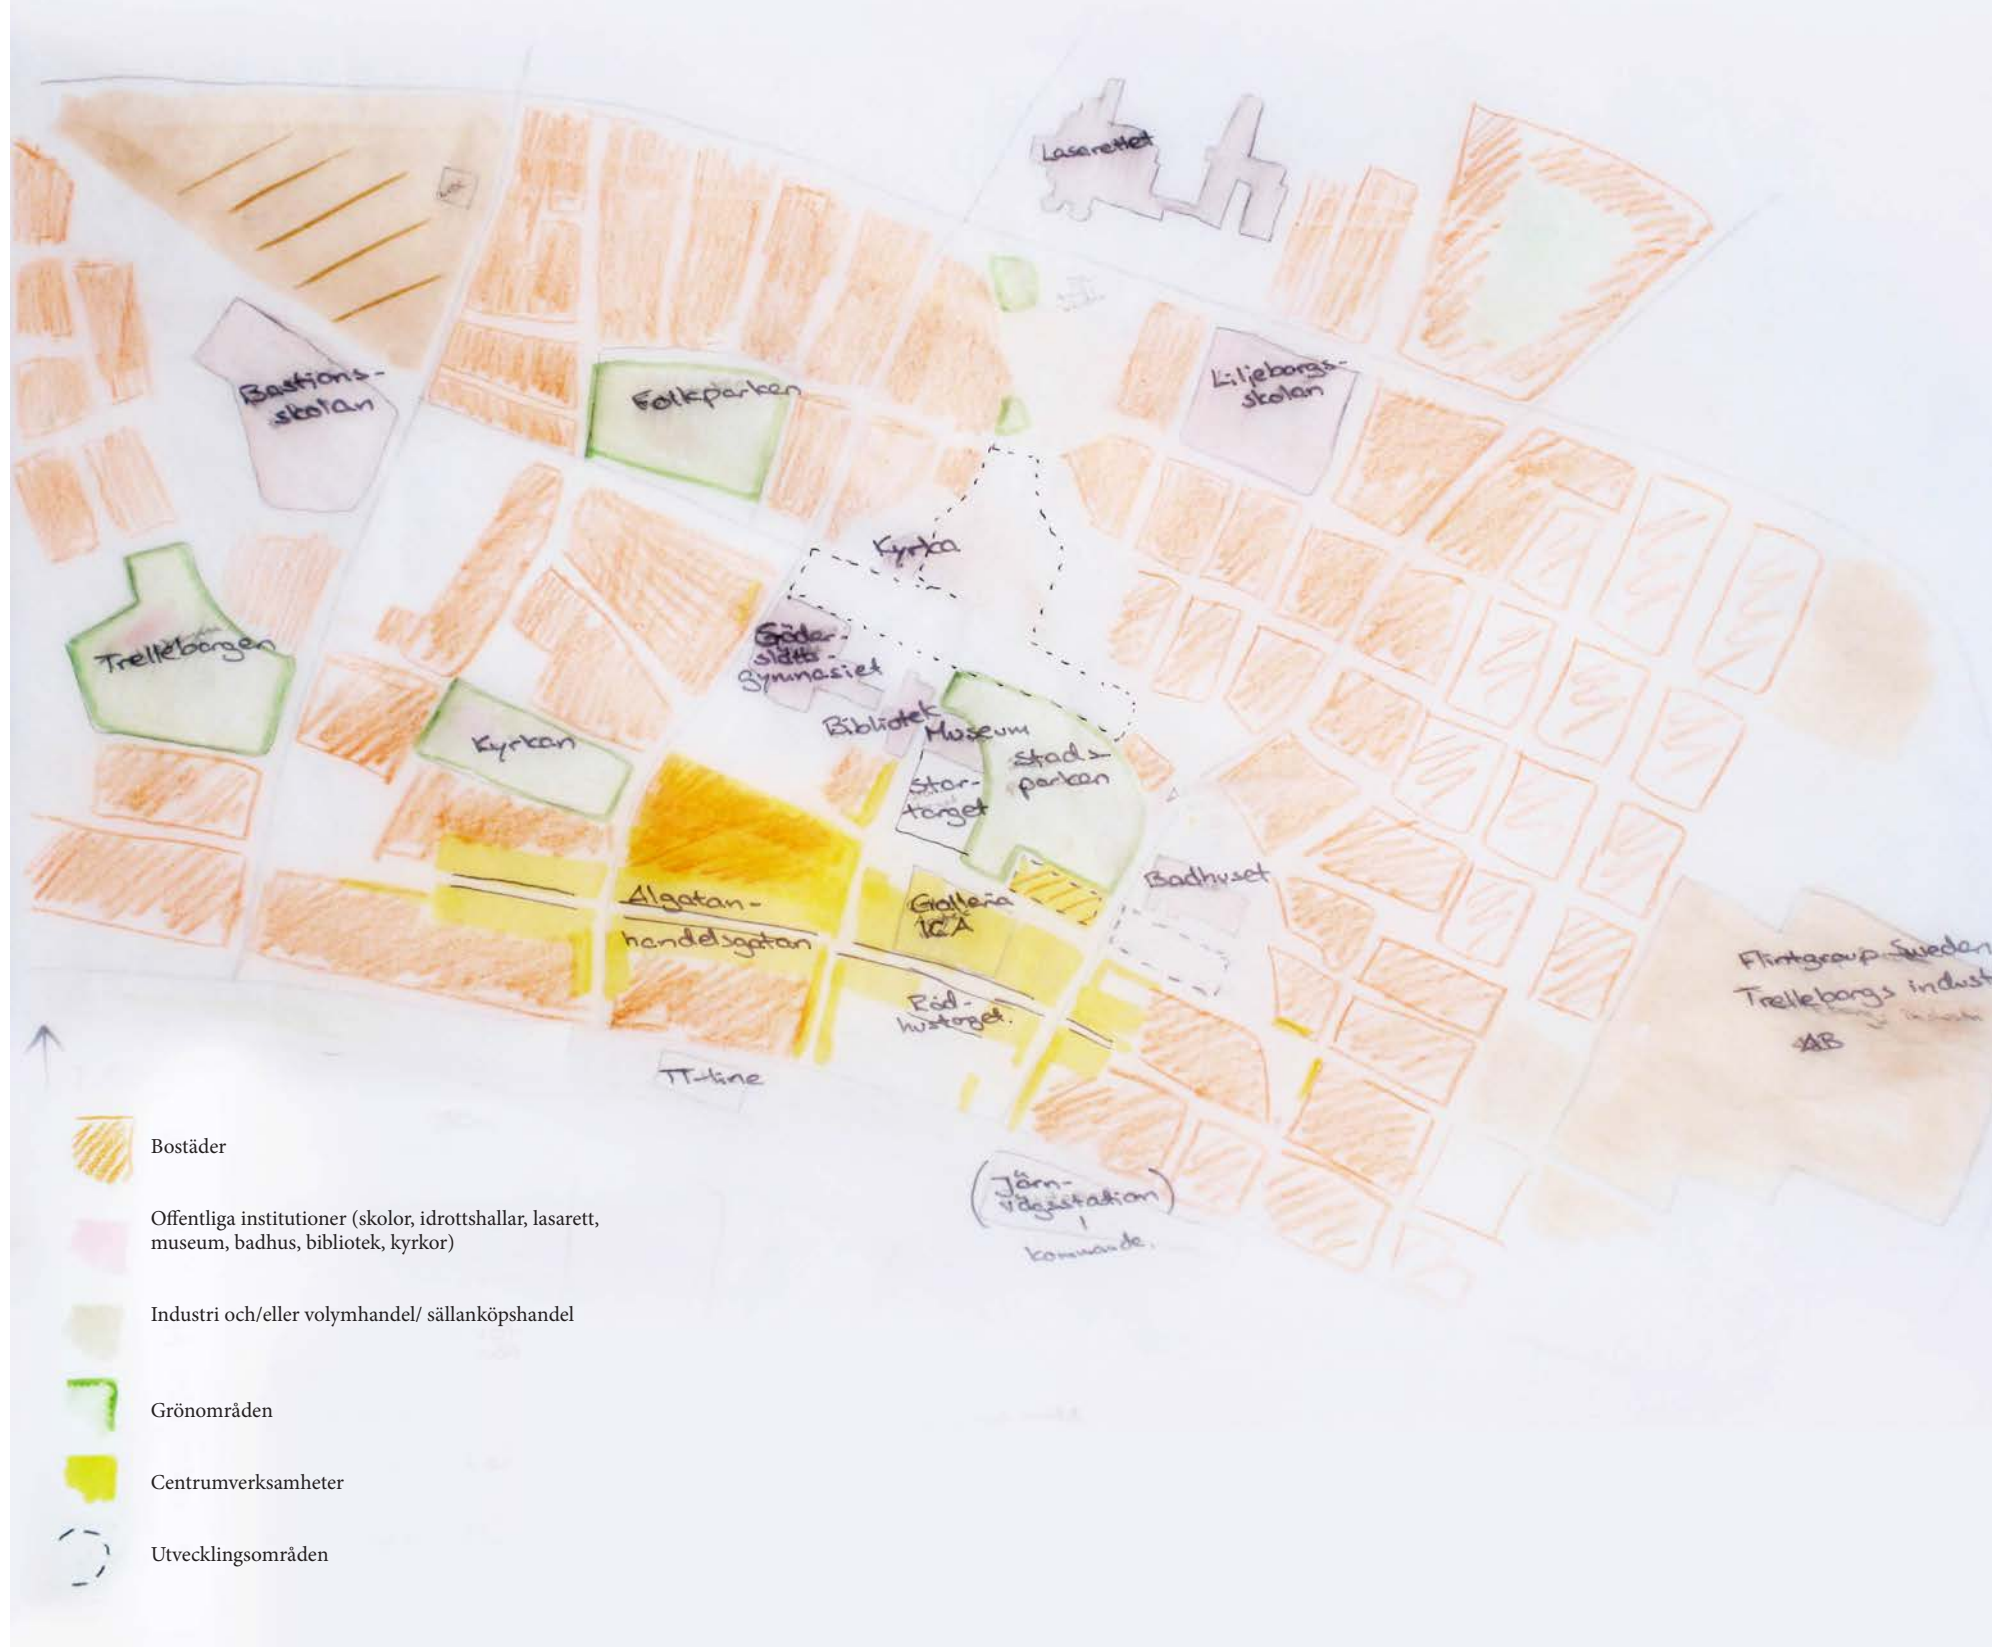 Lasarettet
Bastions-
skolan
Folkparken
Liljeborgs-
skolan
Kyrka
Söder-
slätts-
gymnasiet
Trelleborgen
Kyrkan
Bibliotek
Museum
Stads-
parken
Stor-
torget
Badhuset
Algatan-
handelsgatan
Galleria
ICA
Flintgroup Sweden
Trelleborgs indust
AB
Råd-
hustoget.
TT-line
(Järn-
vägsstation)
kommande.
Bostäder
Offentliga institutioner (skolor, idrottshallar, lasarett,
museum, badhus, bibliotek, kyrkor)
Industri och/eller volymhandel/ sällanköpshandel
Grönområden
Centrumverksamheter
Utvecklingsområden